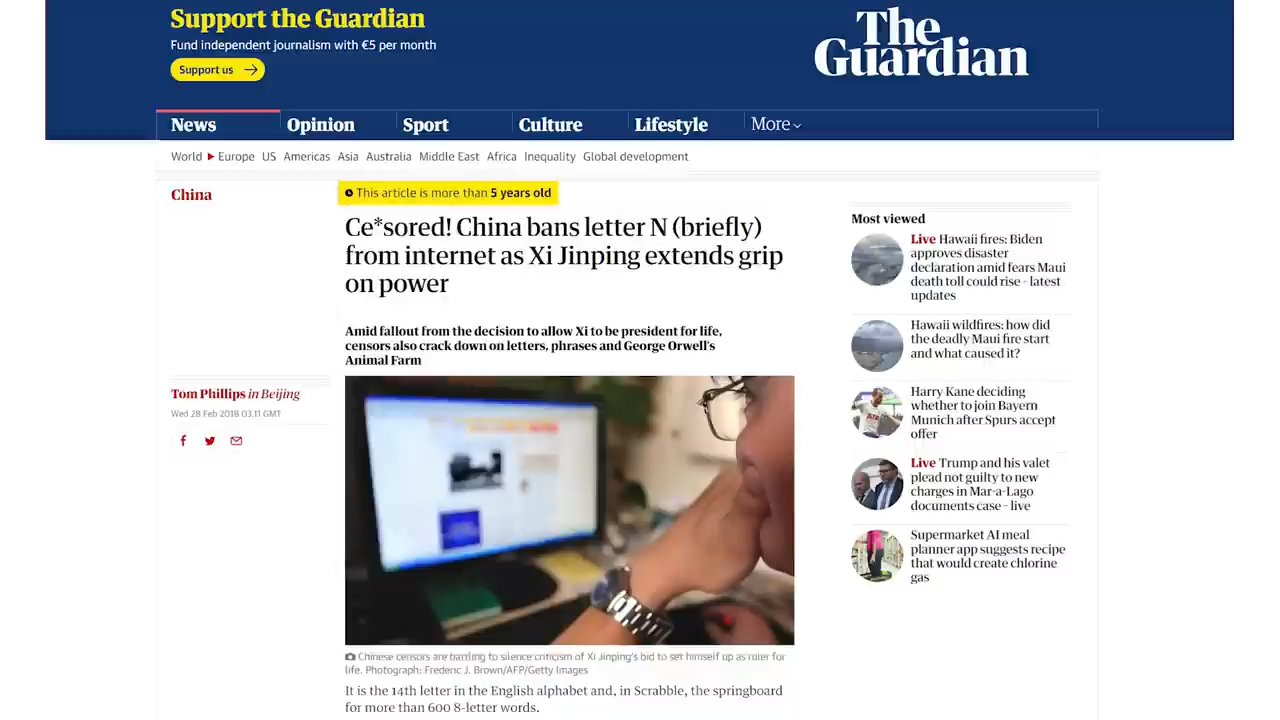 Support the Guardian
Fund independent journalism with €5 per month
Support us
The
Guardian
News
Opinion
Sport
Culture
Lifestyle
More
World
Europe
US
Americas
Asia
Australia
Middle East
Africa
Inequality
Global development
China
This article is more than 5 years old
Ce*sored! China bans letter N (briefly)
from internet as Xi Jinping extends grip
on power
Amid fallout from the decision to allow Xi to be president for life,
censors also crack down on letters, phrases and George Orwell's
Animal Farm
Tom Phillips in Beijing
Wed 28 Feb 2018 03.11 GMT
Chinese censors are battling to silence criticism of Xi Jinping's bid to set himself up as ruler for
life. Photograph: Frederic J. Brown/AFP/Getty Images
It is the 14th letter in the English alphabet and, in Scrabble, the springboard
for more than 600 8-letter words.
Most viewed
Live Hawaii fires: Biden
approves disaster
declaration amid fears Maui
death toll could rise – latest
updates
Hawaii wildfires: how did
the deadly Maui fire start
and what caused it?
Harry Kane deciding
whether to join Bayern
Munich after Spurs accept
offer
Live Trump and his valet
plead not guilty to new
charges in Mar-a-Lago
documents case – live
Supermarket AI meal
planner app suggests recipe
that would create chlorine
gas